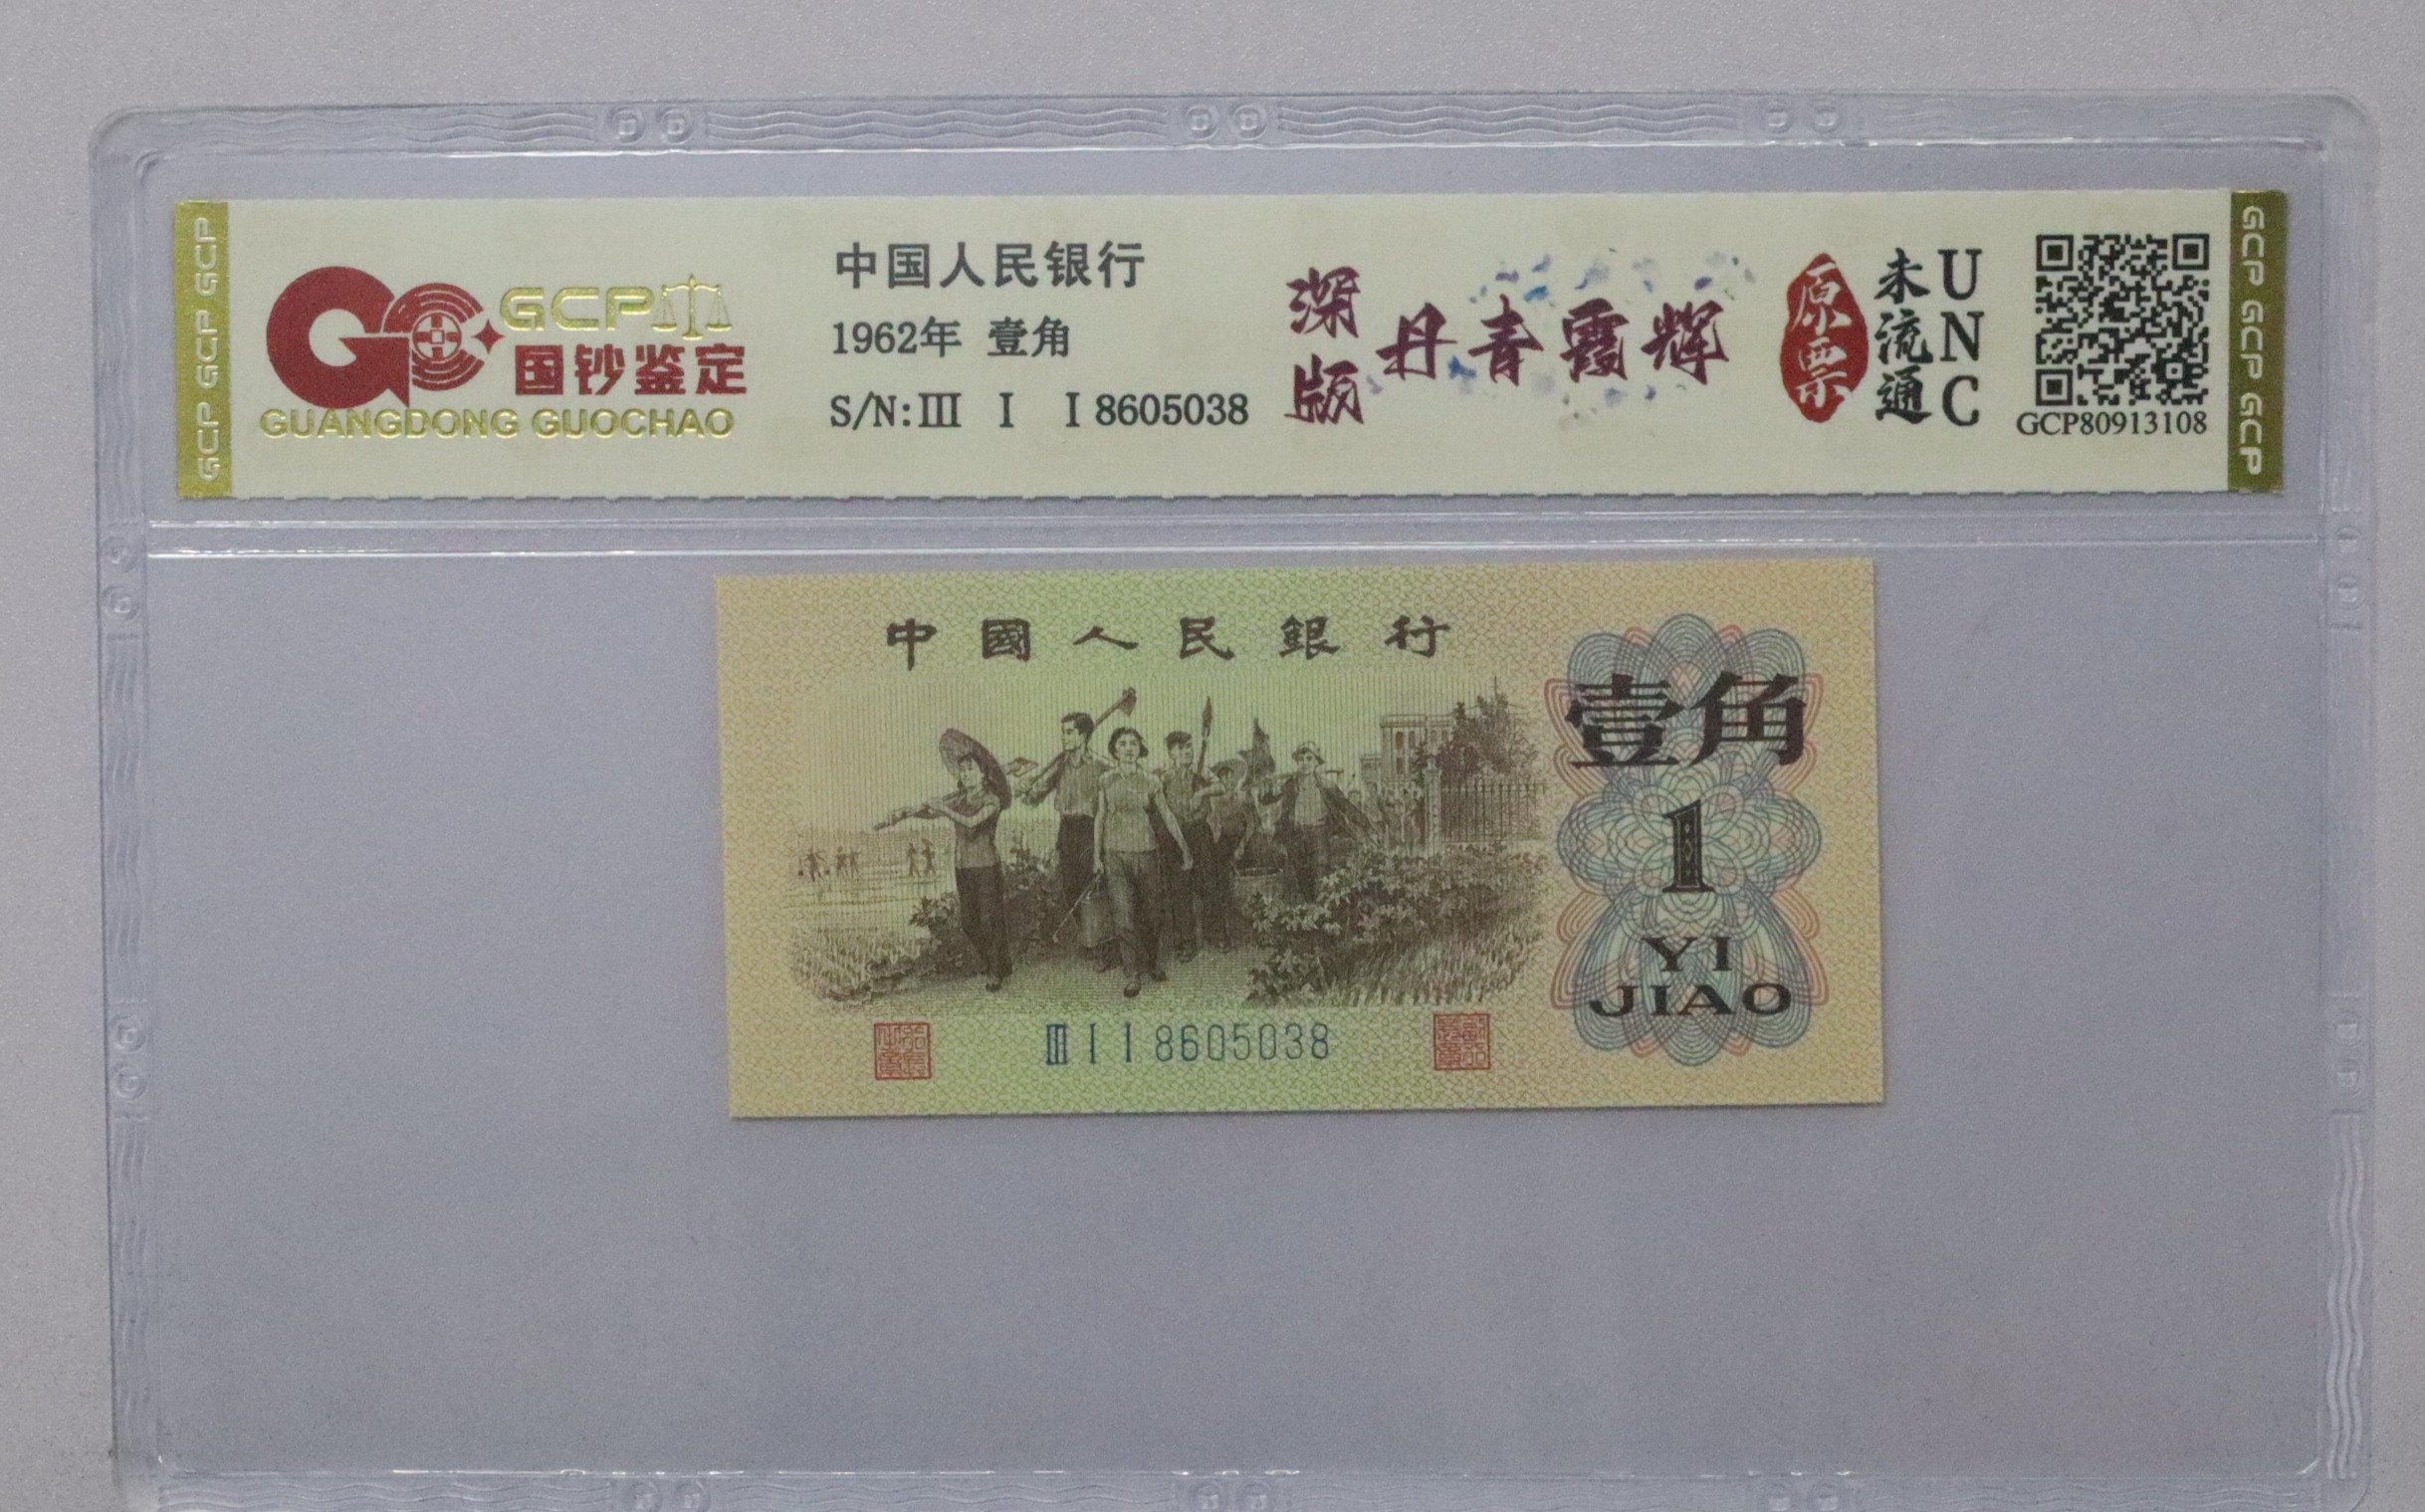 GCP GCP GCP
GCP
国钞鉴定
GUANGDONG GUOCHAO
中国人民银行
1962年 壹角
S/N:Ⅲ Ⅰ Ⅰ 8605038
深版
丹青霞辉
原票
未流通
UNC
GCP80913108
GCP GCP GCP
中國人民銀行
壹角
1
YI
JIAO
Ⅲ Ⅰ Ⅰ 8605038